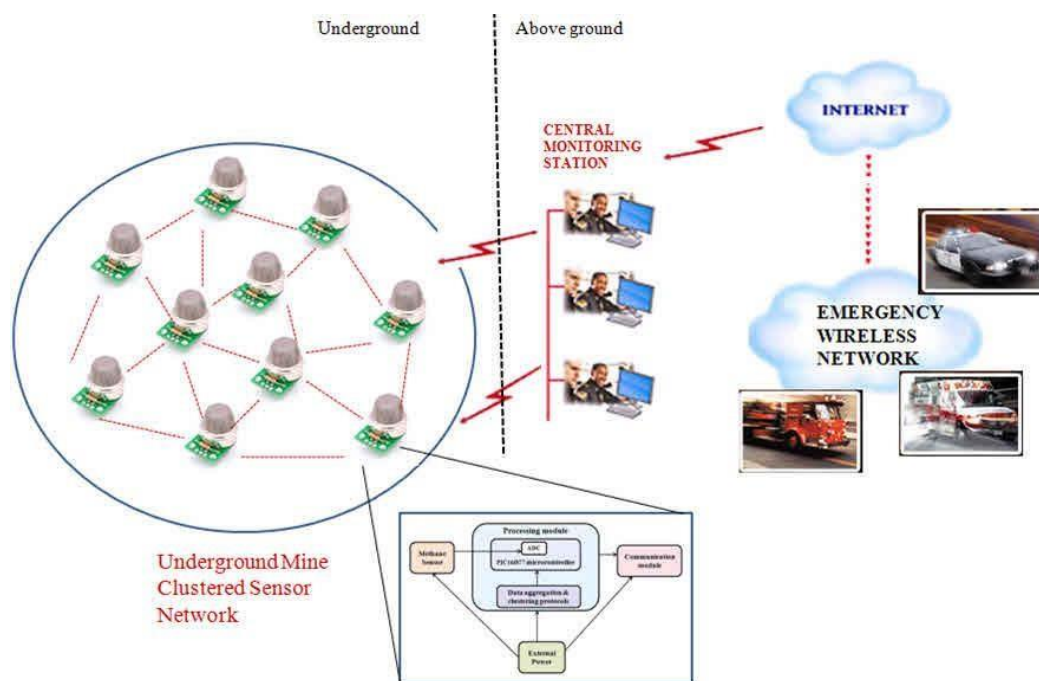 Underground
Above ground
INTERNET
CENTRAL
MONITORING
STATION
EMERGENCY
WIRELESS
NETWORK
Underground Mine
Clustered Sensor
Network
Processing module
ADC
Methane
Sensor
microcontroller
Communication
module
Data aggregation &
clustering protocols
External
Power